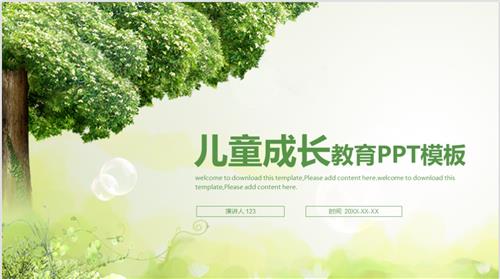 儿童成长教育PPT模板
welcome to download this template,Please add content here.welcome to download this
template,Please add content here.
演讲人 123
时间 20XX-XX-XX